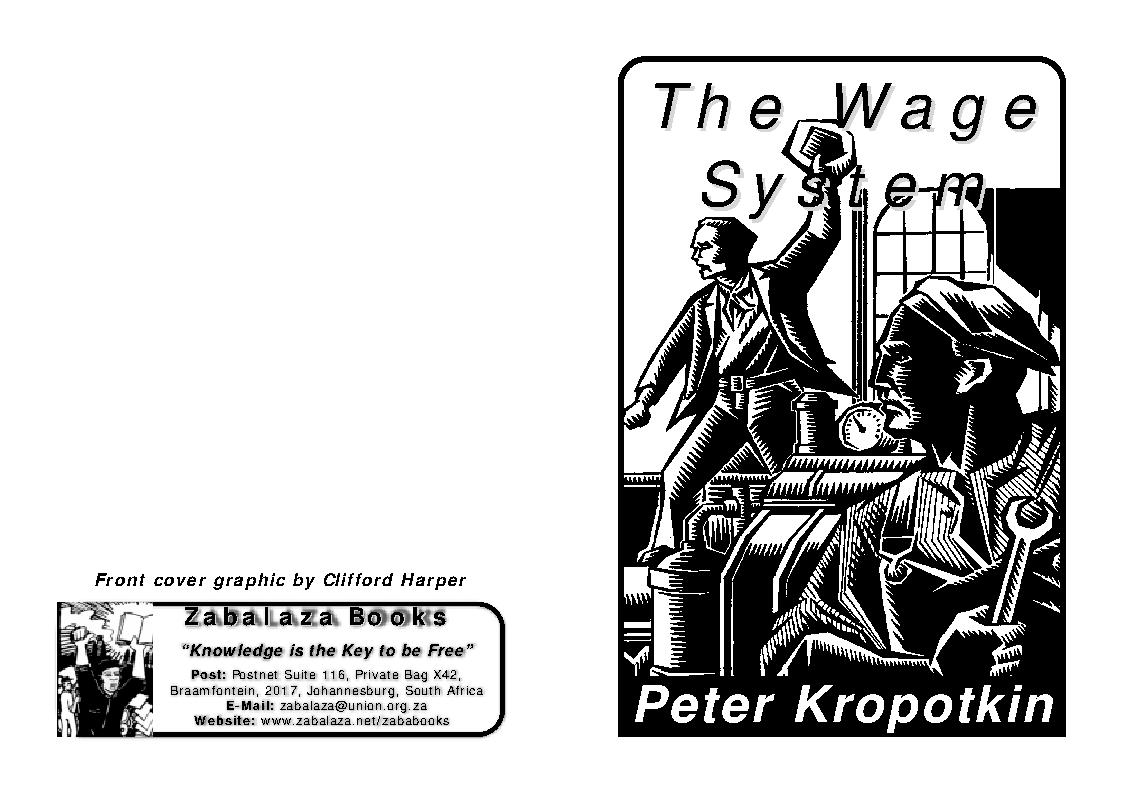 Front cover graphic by Clifford Harper
ZabaLaza Books
“Knowledge is the Key to be Free”
Post: Postnet Suite 116, Private Bag X42,
Braamfontein, 2017, Johannesburg, South Africa
E-Mail: zabalaza@union.org.za
Website: www.zabalaza.net/zababooks
The Wage
System
Peter Kropotkin